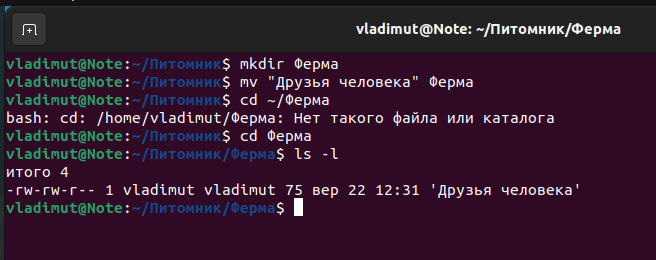 vladimut@Note: ~/Питомник/Ферма
vladimut@Note:~/Питомник$ mkdir Ферма
vladimut@Note:~/Питомник$ mv "Друзья человека" Ферма
vladimut@Note:~/Питомник$ cd ~/Ферма
bash: cd: /home/vladimut/Ферма: Нет такого файла или каталога
vladimut@Note:~/Питомник$ cd Ферма
vladimut@Note:~/Питомник/Ферма$ ls -l
итого 4
-rw-rw-r-- 1 vladimut vladimut 75 вер 22 12:31 'Друзья человека'
vladimut@Note:~/Питомник/Ферма$